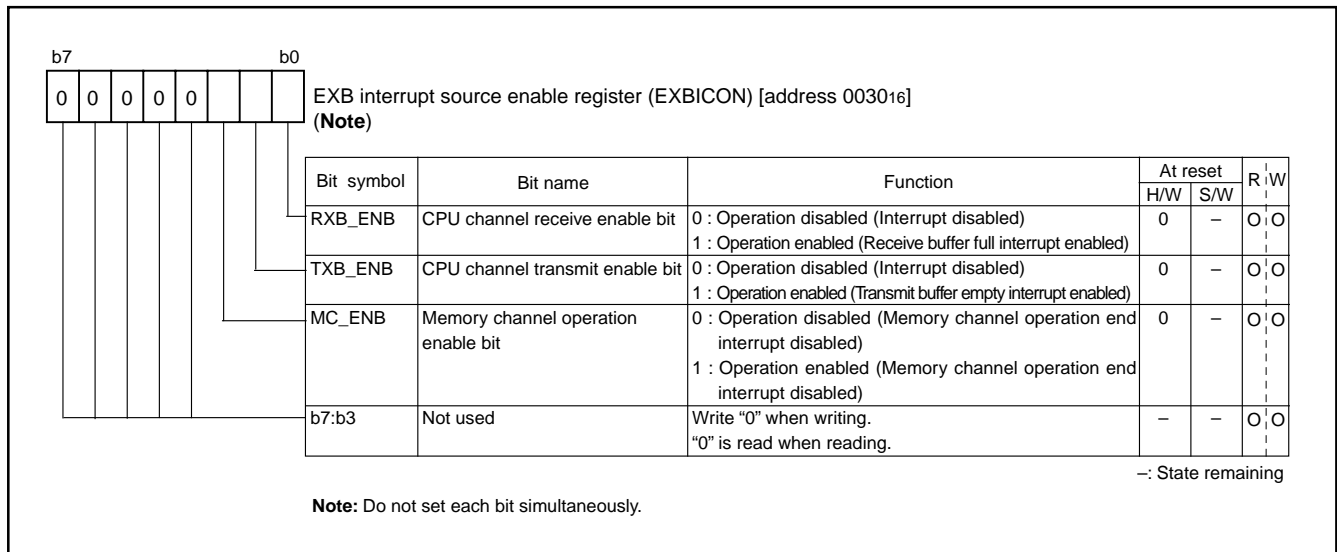 b7 b0
0 0 0 0 0
EXB interrupt source enable register (EXBICON) [address 003016]
(Note)
Bit symbol Bit name Function At reset R W
H/W S/W
RXB_ENB CPU channel receive enable bit 0 : Operation disabled (Interrupt disabled) 0 – O O
1 : Operation enabled (Receive buffer full interrupt enabled)
TXB_ENB CPU channel transmit enable bit 0 : Operation disabled (Interrupt disabled) 0 – O O
1 : Operation enabled (Transmit buffer empty interrupt enabled)
MC_ENB Memory channel operation 0 : Operation disabled (Memory channel operation end 0 – O O
enable bit interrupt disabled)
1 : Operation enabled (Memory channel operation end
interrupt disabled)
b7:b3 Not used Write “0” when writing. – – O O
“0” is read when reading.
–: State remaining
Note: Do not set each bit simultaneously.